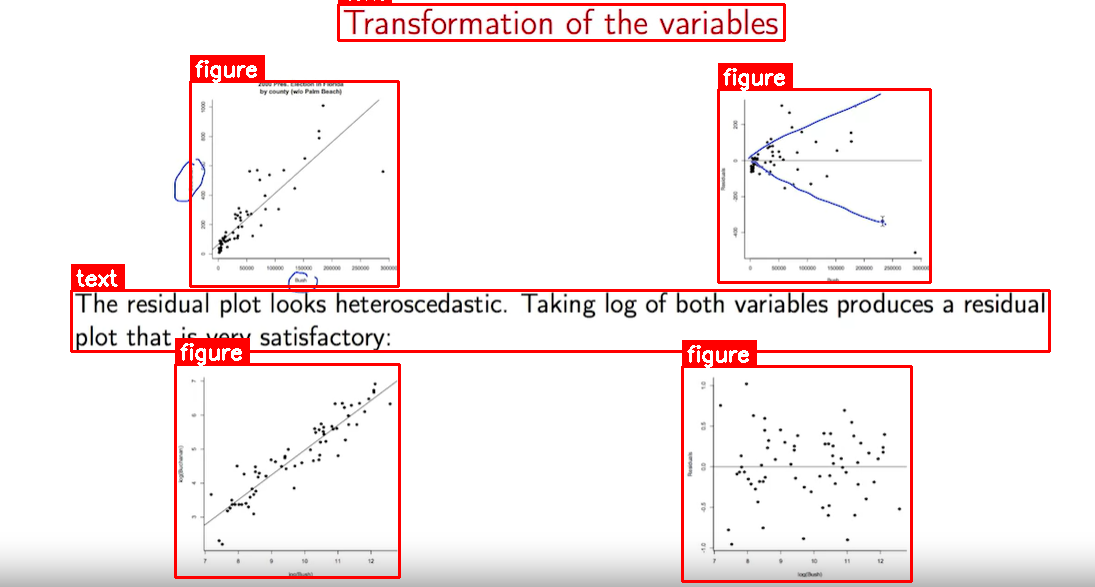 Transformation of the variables
figure
2000 Pres. Election in Florida
by county (w/o Palm Beach)
1000
800
400
200
0
0 50000 100000 150000 200000 250000 300000
Bush
figure
Residuals
200
0
-200
-400
0 50000 100000 150000 200000 250000 300000
Bush
text
The residual plot looks heteroscedastic. Taking log of both variables produces a residual
plot that is very satisfactory:
figure
log(Buchanan)
7
6
5
4
3
7 8 9 10 11 12
log(Bush)
figure
Residuals
1.0
0.5
0.0
-0.5
-1.0
7 8 9 10 11 12
log(Bush)